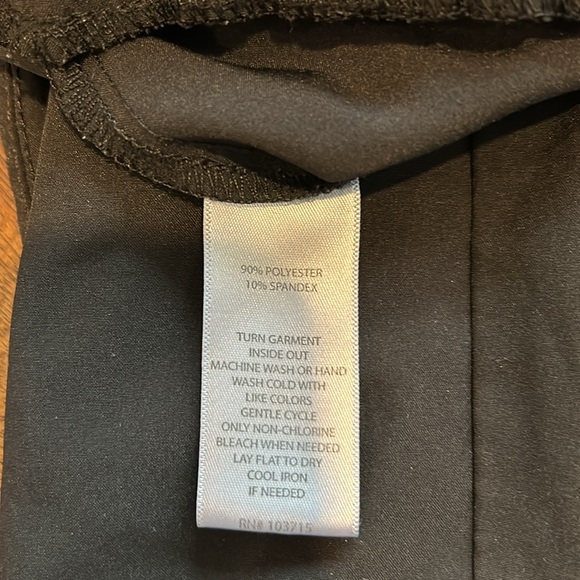 90% POLYESTER
10% SPANDEX
TURN GARMENT
INSIDE OUT
MACHINE WASH OR HAND
WASH COLD WITH
LIKE COLORS
GENTLE CYCLE
ONLY NON-CHLORINE
BLEACH WHEN NEEDED
LAY FLAT TO DRY
COOL IRON
IF NEEDED
RN# 103715